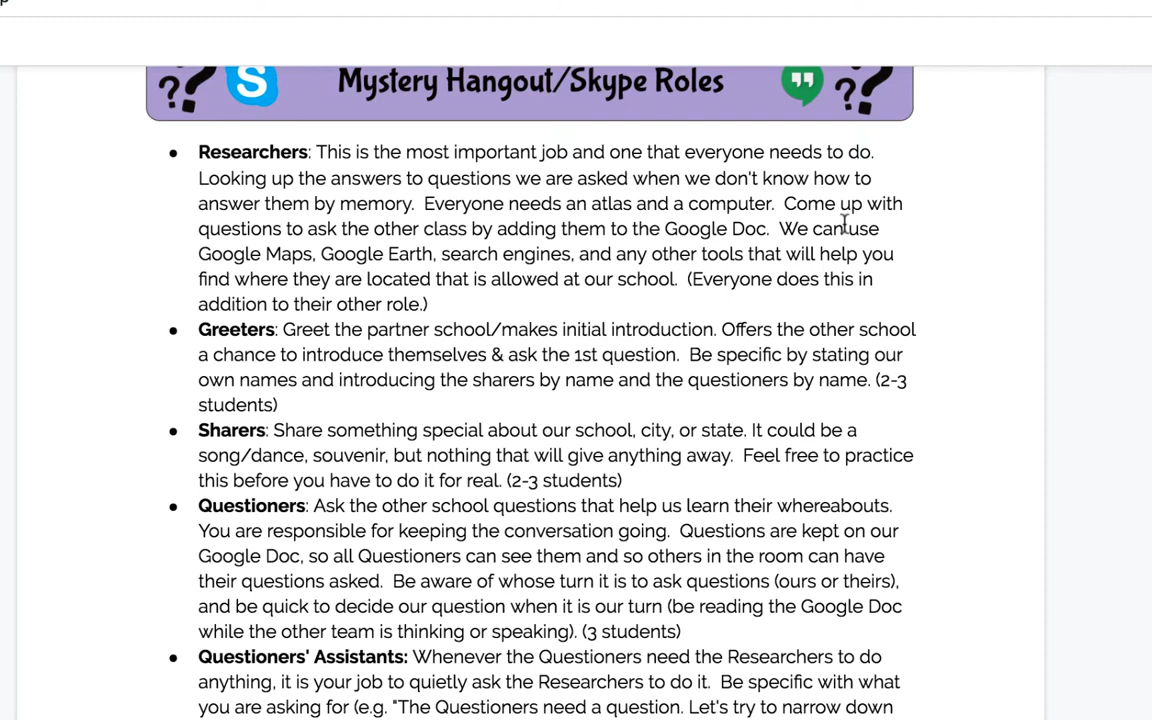 Mystery Hangout/Skype Roles
● Researchers: This is the most important job and one that everyone needs to do.
Looking up the answers to questions we are asked when we don't know how to
answer them by memory.  Everyone needs an atlas and a computer.  Come up with
questions to ask the other class by adding them to the Google Doc.  We can use
Google Maps, Google Earth, search engines, and any other tools that will help you
find where they are located that is allowed at our school.  (Everyone does this in
addition to their other role.)
● Greeters: Greet the partner school/makes initial introduction. Offers the other school
a chance to introduce themselves & ask the 1st question.  Be specific by stating our
own names and introducing the sharers by name and the questioners by name. (2-3
students)
● Sharers: Share something special about our school, city, or state. It could be a
song/dance, souvenir, but nothing that will give anything away.  Feel free to practice
this before you have to do it for real. (2-3 students)
● Questioners: Ask the other school questions that help us learn their whereabouts.
You are responsible for keeping the conversation going.  Questions are kept on our
Google Doc, so all Questioners can see them and so others in the room can have
their questions asked.  Be aware of whose turn it is to ask questions (ours or theirs),
and be quick to decide our question when it is our turn (be reading the Google Doc
while the other team is thinking or speaking). (3 students)
● Questioners' Assistants: Whenever the Questioners need the Researchers to do
anything, it is your job to quietly ask the Researchers to do it.  Be specific with what
you are asking for (e.g. "The Questioners need a question. Let's try to narrow down